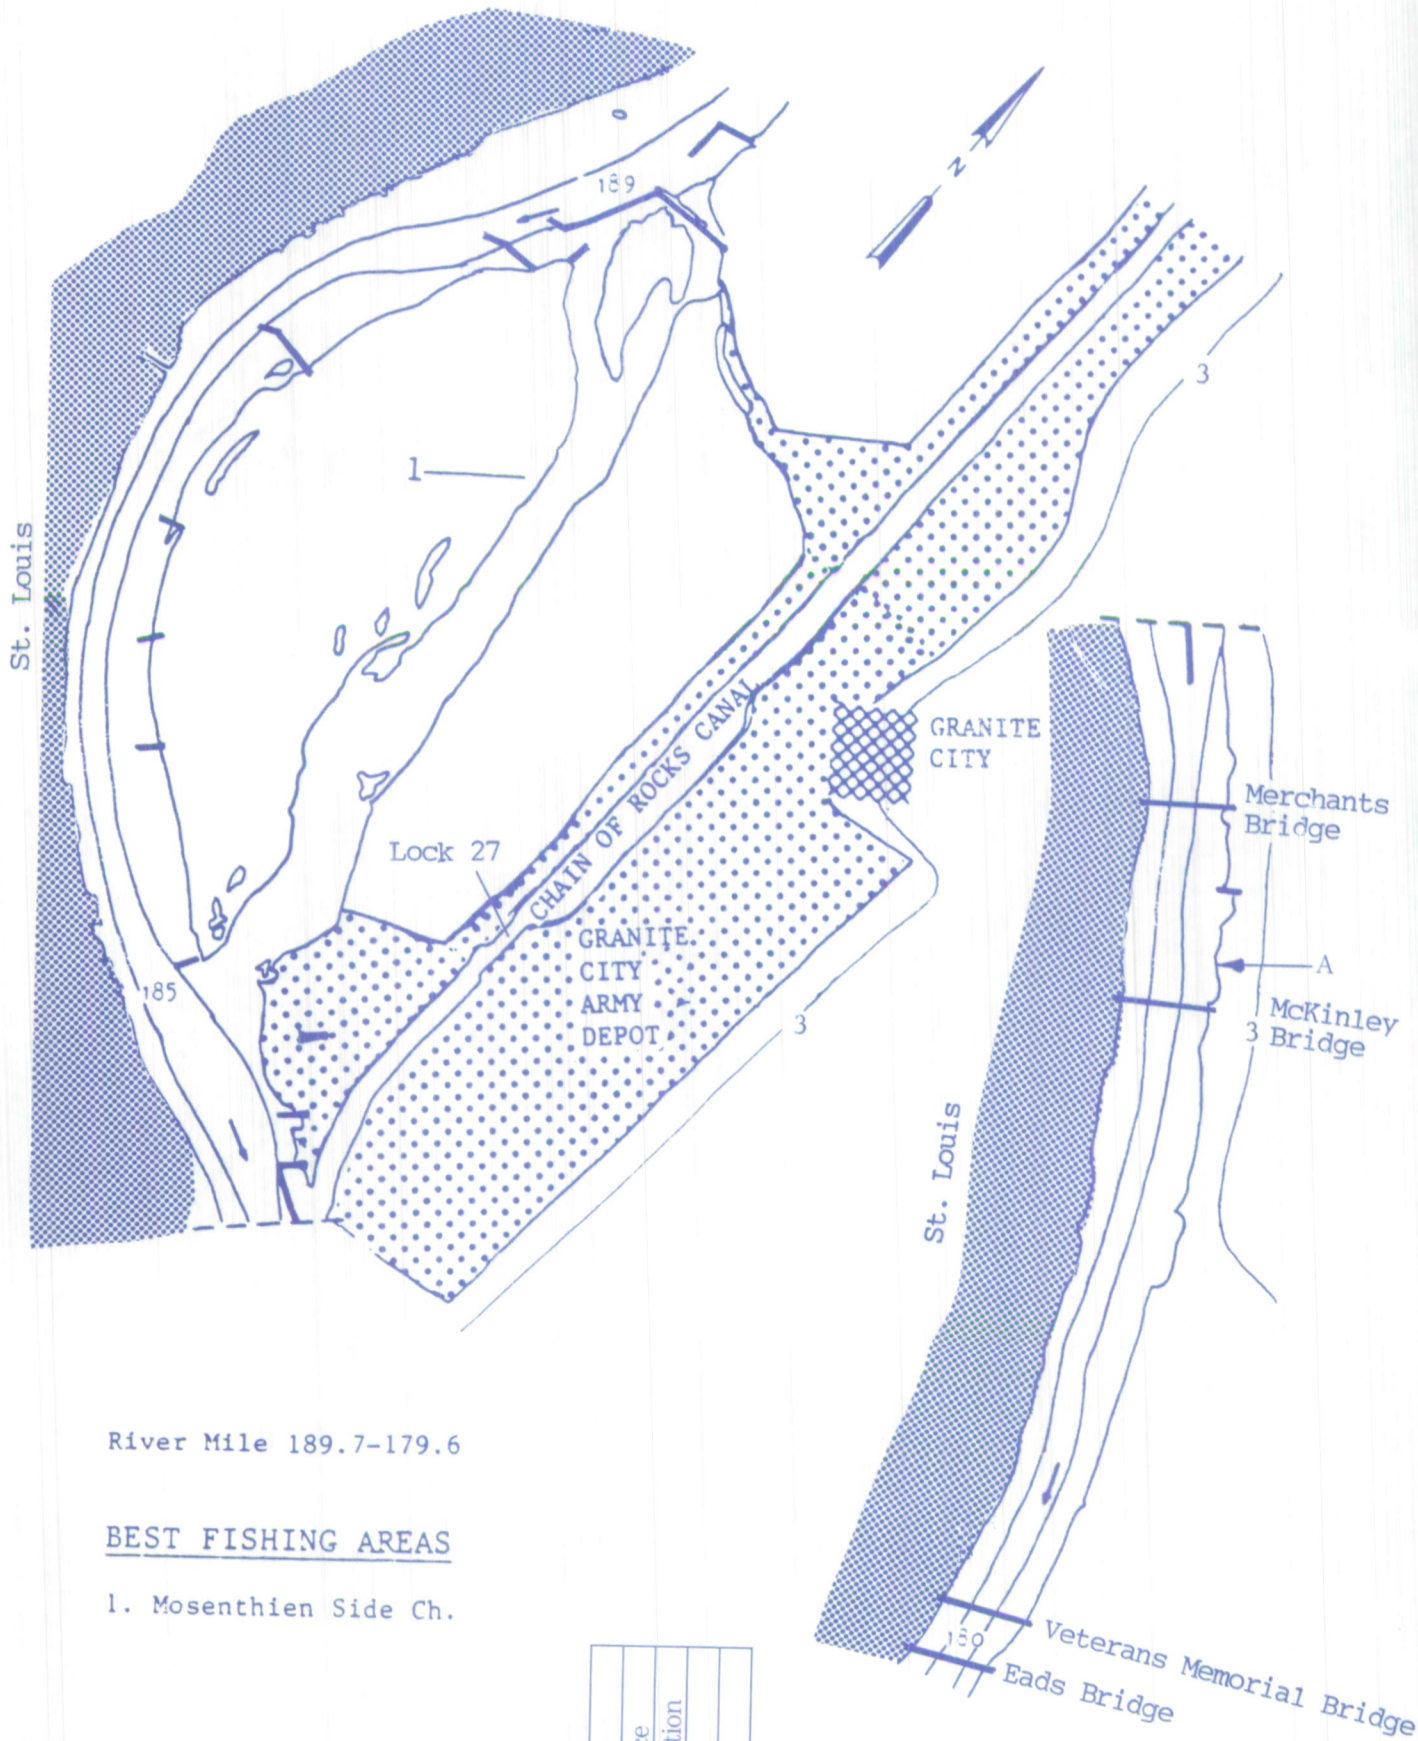 189
N
3
1
St. Louis
GRANITE
CITY
CHAIN OF ROCKS CANAL
Merchants
Bridge
Lock 27
GRANITE
CITY
ARMY
DEPOT
A
185
McKinley
Bridge
3
3
St. Louis
River Mile 189.7-179.6
BEST FISHING AREAS
1. Mosenthien Side Ch.
180
Veterans Memorial Bridge
Eads Bridge